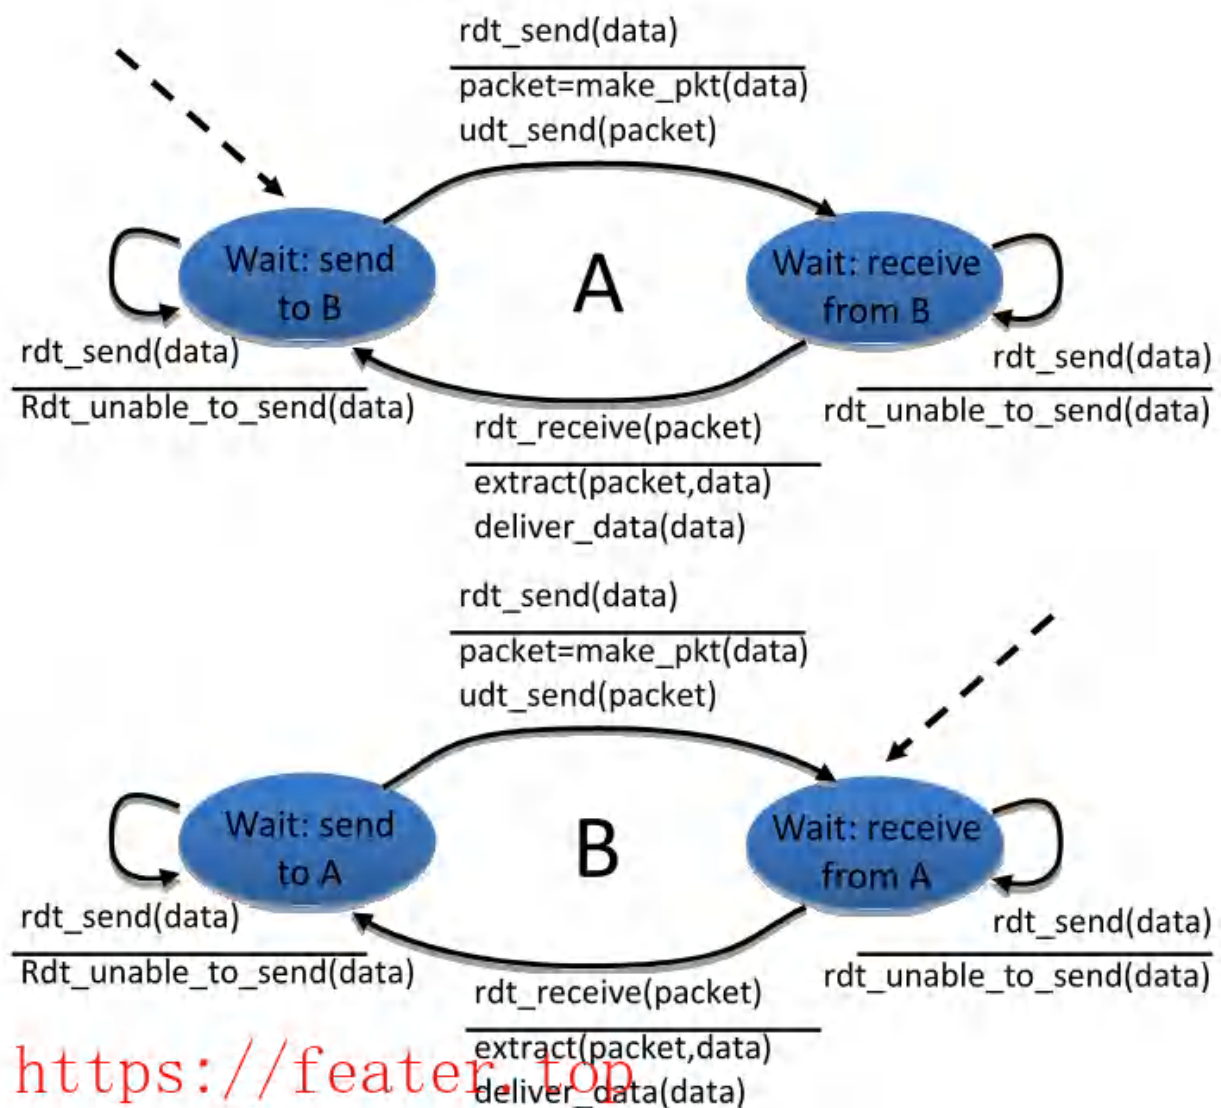 rdt_send(data)
packet=make_pkt(data)
udt_send(packet)
Wait: send
to B
A
Wait: receive
from B
rdt_send(data)
Rdt_unable_to_send(data)
rdt_send(data)
rdt_unable_to_send(data)
rdt_receive(packet)
extract(packet,data)
deliver_data(data)
rdt_send(data)
packet=make_pkt(data)
udt_send(packet)
Wait: send
to A
B
Wait: receive
from A
rdt_send(data)
Rdt_unable_to_send(data)
rdt_send(data)
rdt_unable_to_send(data)
rdt_receive(packet)
extract(packet,data)
deliver_data(data)
https://feater.top